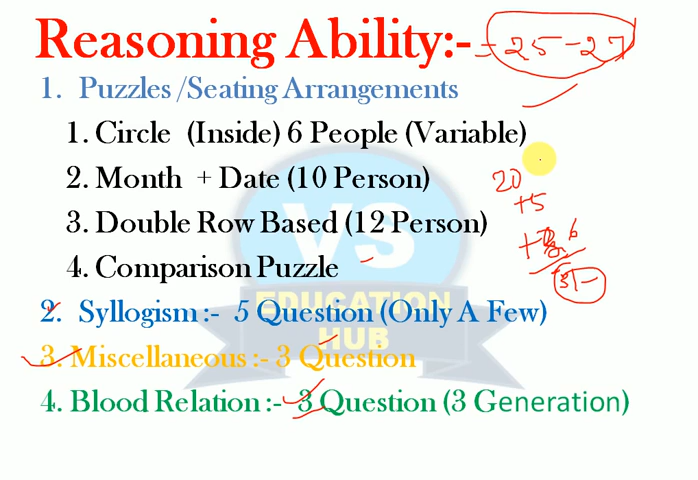 Reasoning Ability:- - 25-27
1. Puzzles /Seating Arrangements
1. Circle (Inside) 6 People (Variable)
2. Month + Date (10 Person)
20
3. Double Row Based (12 Person)
+5
4. Comparison Puzzle
VS
EDUCATION
HUB
2. Syllogism :- 5 Question (Only A Few)
3. Miscellaneous :- 3 Question
4. Blood Relation :- 3 Question (3 Generation)